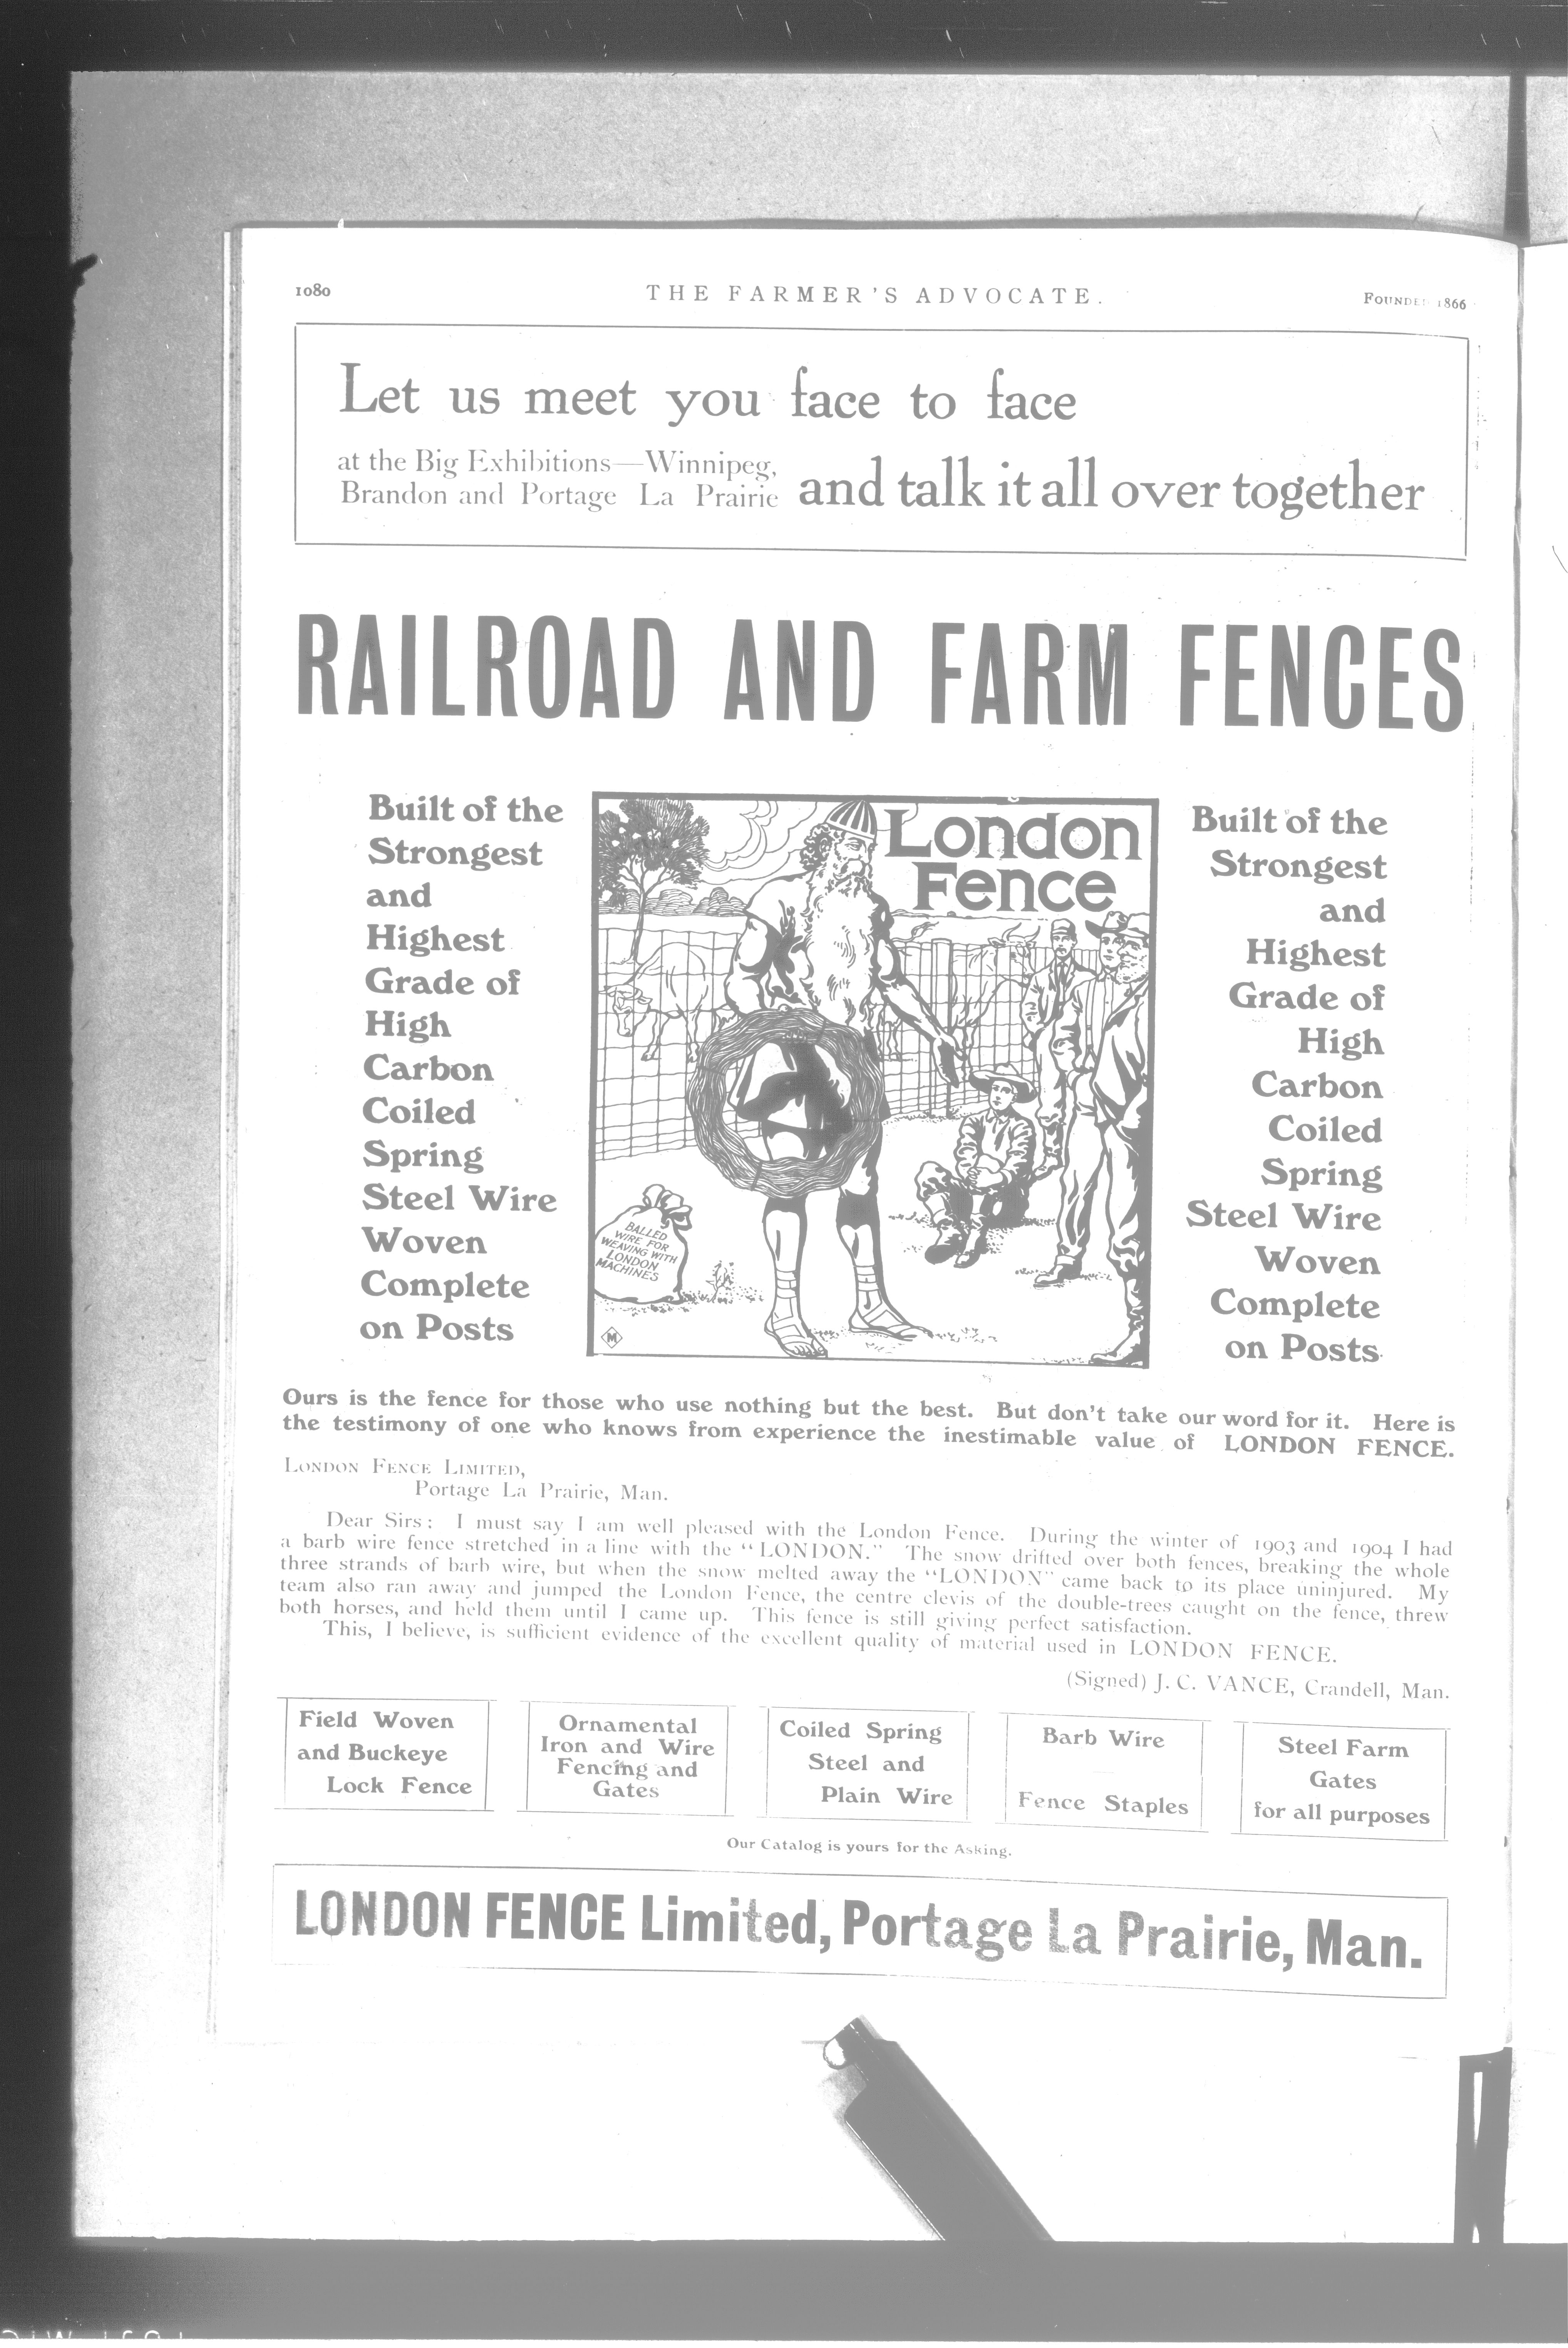 1080
THE FARMER'S ADVOCATE.
FOUNDED 1866
Let us meet you face to face
at the Big Exhibitions—Winnipeg,
Brandon and Portage La Prairie
and talk it all over together
RAILROAD AND FARM FENCES
Built of the
Strongest
and
Highest
Grade of
High
Carbon
Coiled
Spring
Steel Wire
Woven
Complete
on Posts
London
Fence
BALLED
WIRE FOR
WEAVING WITH
LONDON
MACHINES
M
Built of the
Strongest
and
Highest
Grade of
High
Carbon
Coiled
Spring
Steel Wire
Woven
Complete
on Posts
Ours is the fence for those who use nothing but the best. But don't take our word for it. Here is
the testimony of one who knows from experience the inestimable value of LONDON FENCE.
LONDON FENCE LIMITED,
Portage La Prairie, Man.
Dear Sirs: I must say I am well pleased with the London Fence. During the winter of 1903 and 1904 I had
a barb wire fence stretched in a line with the "LONDON." The snow drifted over both fences, breaking the whole
three strands of barb wire, but when the snow melted away the "LONDON" came back to its place uninjured. My
team also ran away and jumped the London Fence, the centre clevis of the double-trees caught on the fence, threw
both horses, and held them until I came up. This fence is still giving perfect satisfaction.
This, I believe, is sufficient evidence of the excellent quality of material used in LONDON FENCE.
(Signed) J. C. VANCE, Crandell, Man.
Field Woven
and Buckeye
Lock Fence
Ornamental
Iron and Wire
Fencing and
Gates
Coiled Spring
Steel and
Plain Wire
Barb Wire
Fence Staples
Steel Farm
Gates
for all purposes
Our Catalog is yours for the Asking.
LONDON FENCE Limited, Portage La Prairie, Man.